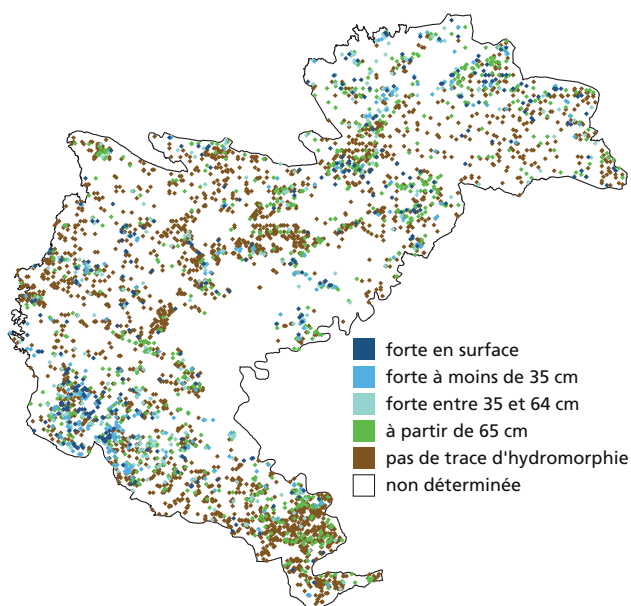 forte en surface
forte à moins de 35 cm
forte entre 35 et 64 cm
à partir de 65 cm
pas de trace d'hydromorphie
non déterminée